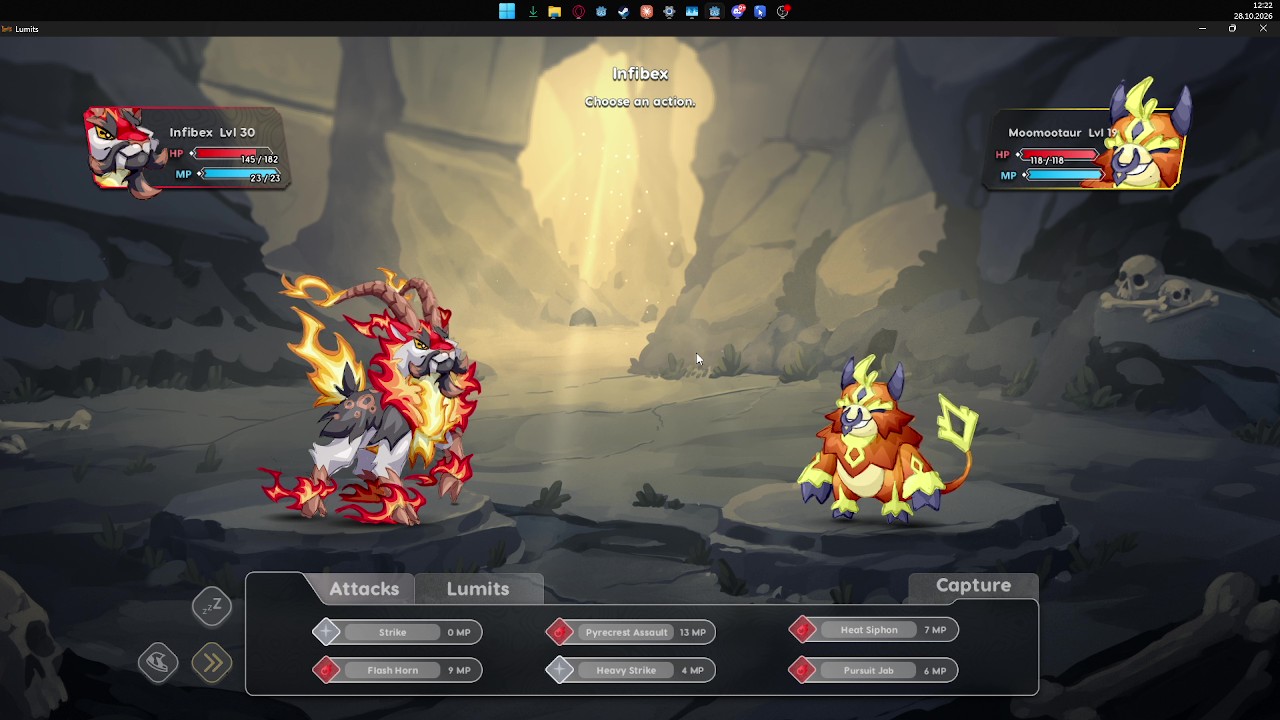 12:22
28.10.2026
Lumits
Infibex
Choose an action.
Infibex Lvl 30
HP 145 / 182
MP 23 / 23
Moomootaur Lvl 19
HP 118 / 118
MP
Attacks
Lumits
Capture
zzZ
Strike 0 MP
Pyrecrest Assault 13 MP
Heat Siphon 7 MP
Flash Horn 9 MP
Heavy Strike 4 MP
Pursuit Jab 6 MP